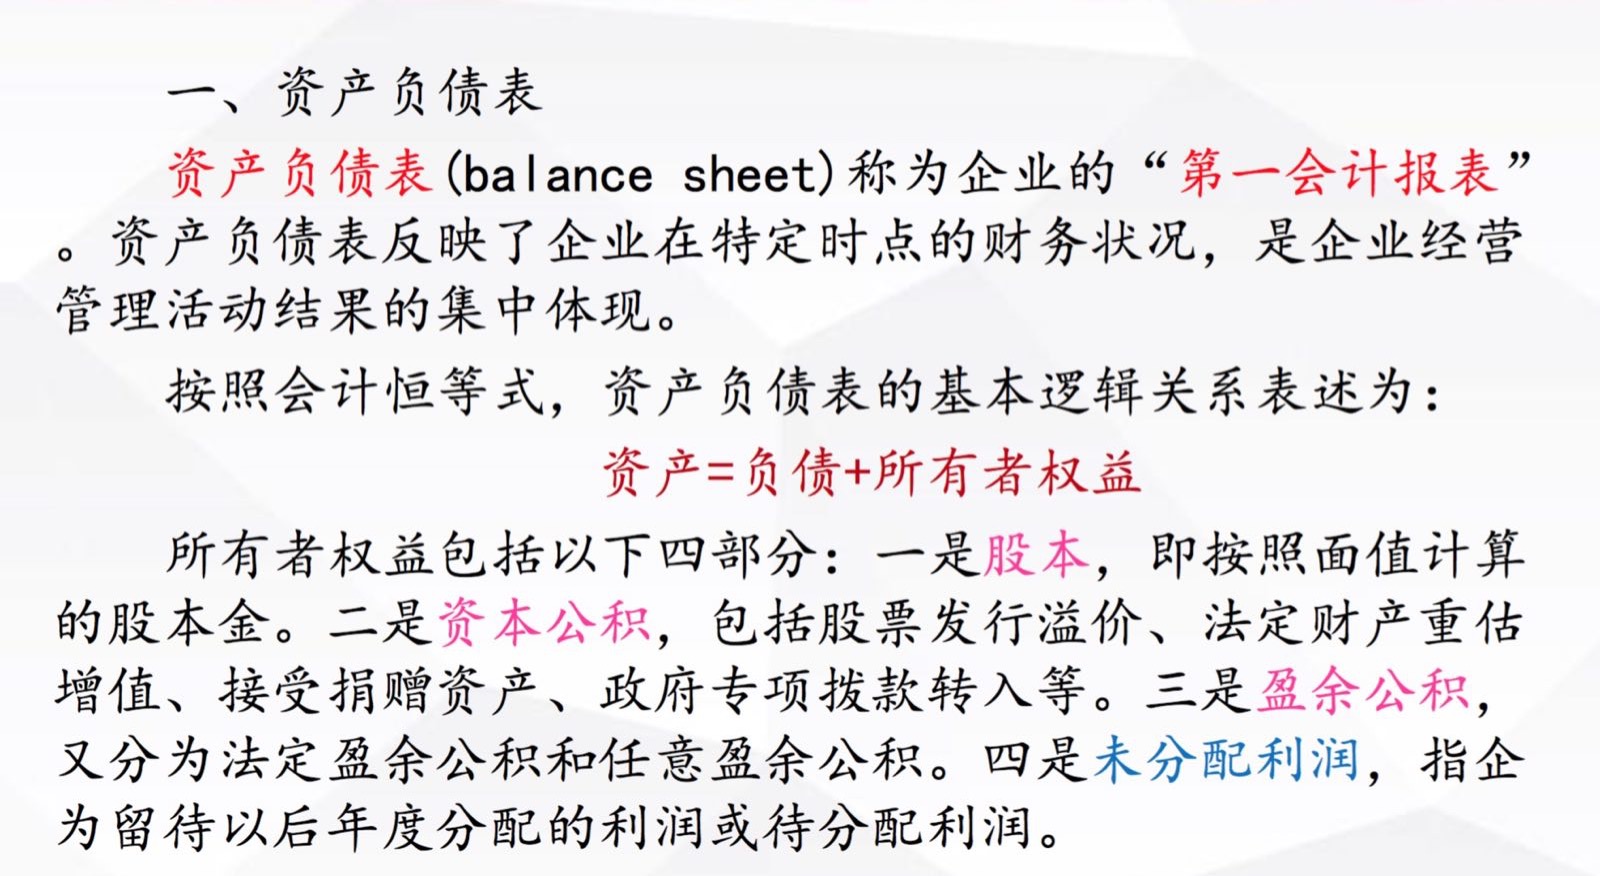 一、资产负债表
资产负债表(balance sheet)称为企业的“第一会计报表”
。资产负债表反映了企业在特定时点的财务状况，是企业经营
管理活动结果的集中体现。
按照会计恒等式，资产负债表的基本逻辑关系表述为：
资产=负债+所有者权益
所有者权益包括以下四部分：一是股本，即按照面值计算
的股本金。二是资本公积，包括股票发行溢价、法定财产重估
增值、接受捐赠资产、政府专项拨款转入等。三是盈余公积，
又分为法定盈余公积和任意盈余公积。四是未分配利润，指企
为留待以后年度分配的利润或待分配利润。